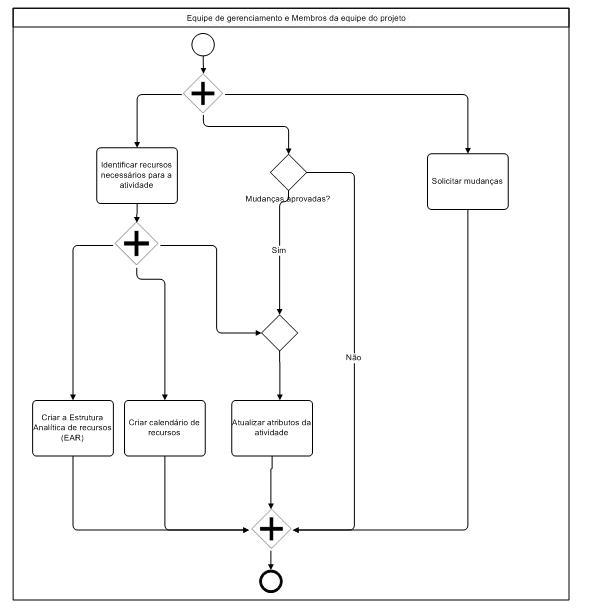 Equipe de gerenciamento e Membros da equipe do projeto
Identificar recursos
necessários para a
atividade
Solicitar mudanças
Mudanças aprovadas?
Sim
Não
Criar a Estrutura
Analítica de recursos
(EAR)
Criar calendário de
recursos
Atualizar atributos da
atividade